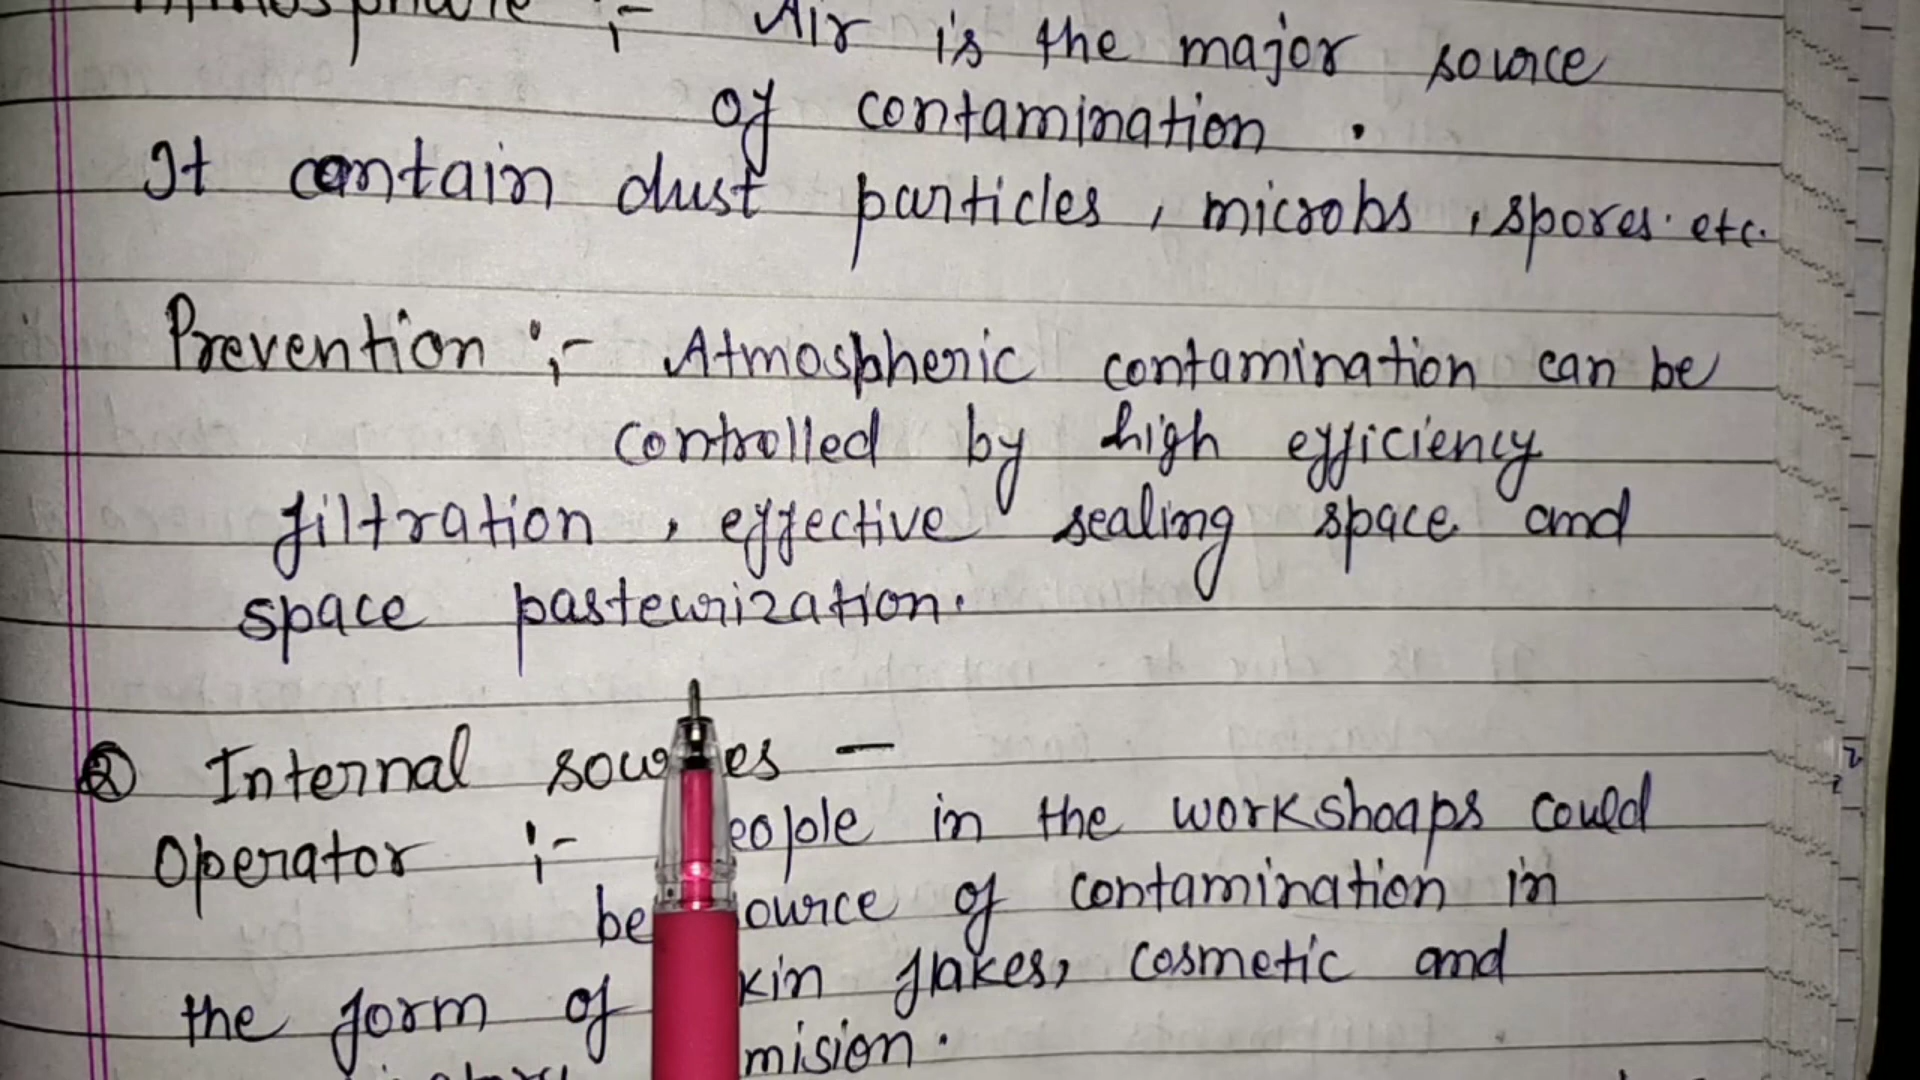 :- Air is the major source
of contamination .
It contain dust particles , microbs , spores. etc.
Prevention :- Atmospheric contamination can be
controlled by high efficiency
filtration , effective sealing space and
space pasteurization.
② Internal sources -
Operator :- eople in the workshoaps could
be ource of contamination in
the form of kin flakes, cosmetic and
mision.